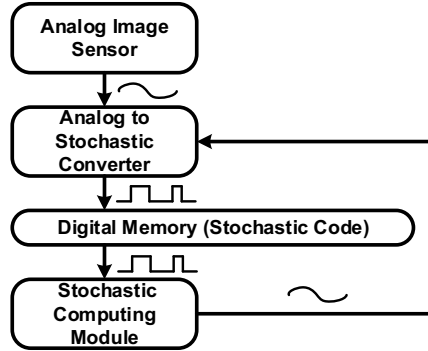 Analog Image
Sensor
Analog to
Stochastic
Converter
Digital Memory (Stochastic Code)
Stochastic
Computing
Module